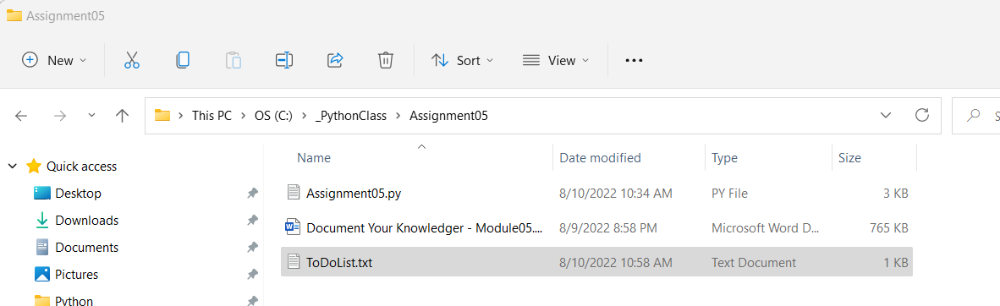 Assignment05
New Sort View
This PC OS (C:) _PythonClass Assignment05 S
Name Date modified Type Size
Quick access
Desktop
Downloads
Documents
Pictures
Python
Assignment05.py 8/10/2022 10:34 AM PY File 3 KB
Document Your Knowledger - Module05.... 8/9/2022 8:58 PM Microsoft Word D... 765 KB
ToDoList.txt 8/10/2022 10:58 AM Text Document 1 KB